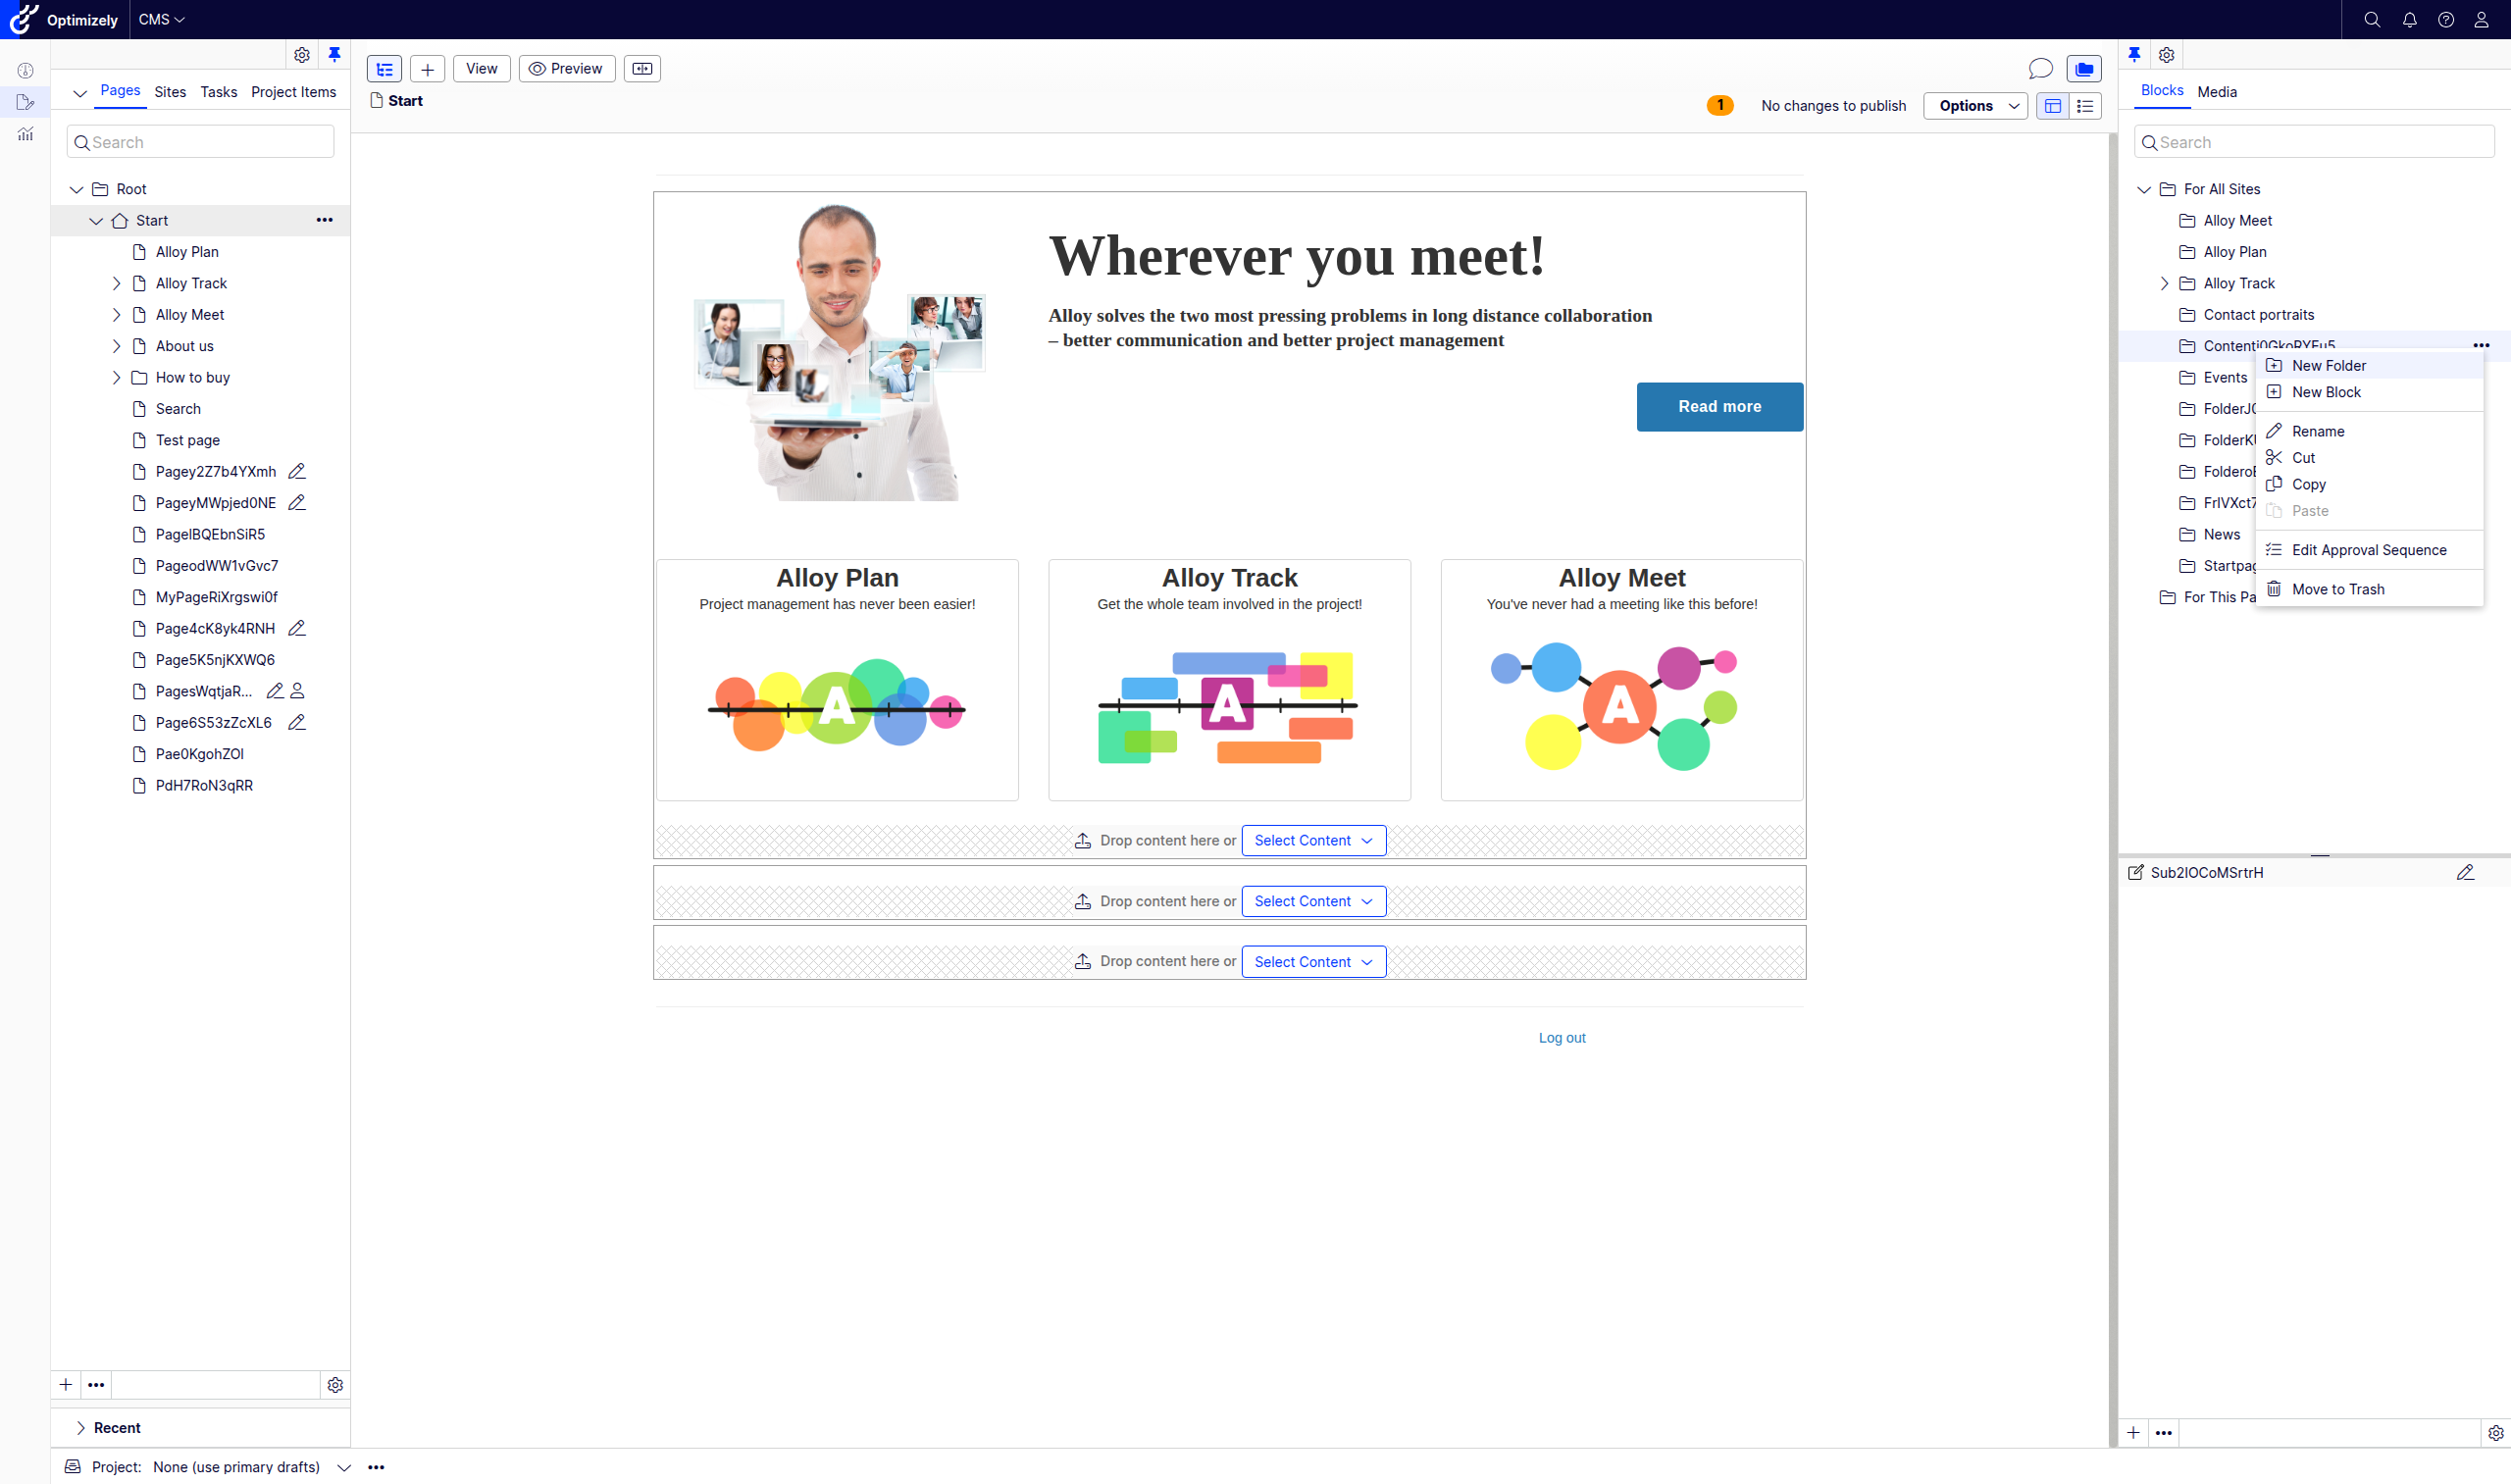 Optimizely
CMS
Pages Sites Tasks Project Items
Search
Root
Start
Alloy Plan
Alloy Track
Alloy Meet
About us
How to buy
Search
Test page
Pagey2Z7b4YXmh
PageyMWpjed0NE
PagelBQEbnSiR5
PageodWW1vGvc7
MyPageRiXrgswi0f
Page4cK8yk4RNH
Page5K5njKXWQ6
PagesWqtjaR...
Page6S53zZcXL6
Pae0KgohZOl
PdH7RoN3qRR
Recent
Project: None (use primary drafts)
View
Preview
Start
1
No changes to publish
Options
Wherever you meet!
Alloy solves the two most pressing problems in long distance collaboration
– better communication and better project management
Read more
Alloy Plan
Project management has never been easier!
A
Alloy Track
Get the whole team involved in the project!
A
Alloy Meet
You've never had a meeting like this before!
A
Drop content here or Select Content
Drop content here or Select Content
Drop content here or Select Content
Log out
Blocks Media
Search
For All Sites
Alloy Meet
Alloy Plan
Alloy Track
Contact portraits
Events
News
For This Pa
New Folder
New Block
Rename
Cut
Copy
Paste
Edit Approval Sequence
Move to Trash
Sub2IOCoMSrtrH